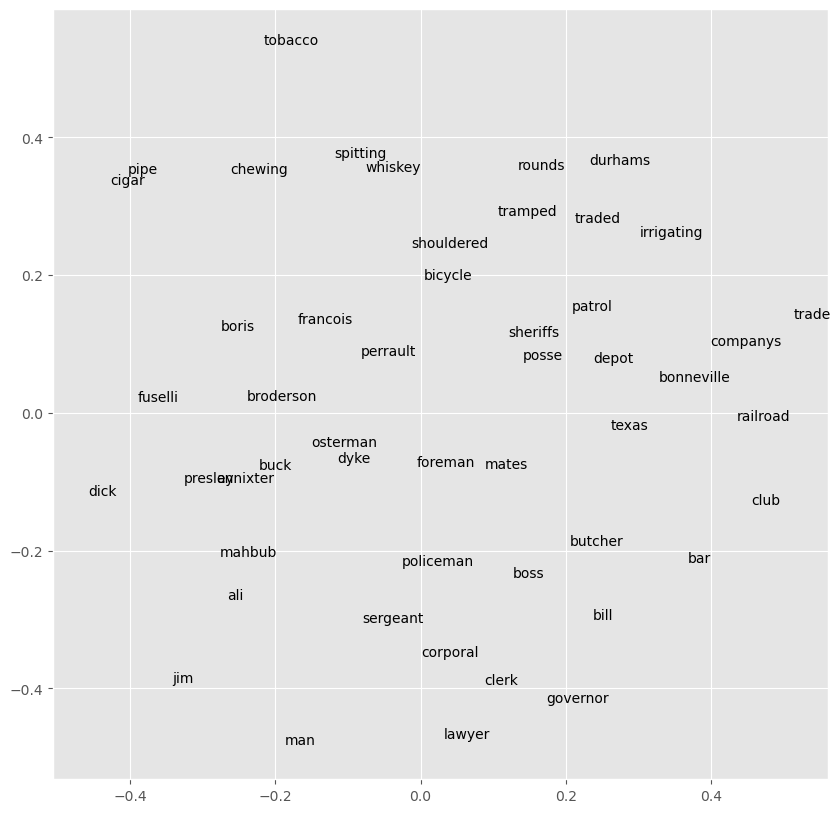 tobacco
0.4
spitting
whiskey
rounds
durhams
pipe
cigar
chewing
tramped
traded
irrigating
shouldered
0.2
bicycle
patrol
trade
boris
francois
sheriffs
companys
perrault
posse
depot
bonneville
fuselli
broderson
0.0
railroad
texas
osterman
dyke
buck
foreman
mates
presley
annixter
dick
club
−0.2
mahbub
butcher
policeman
bar
boss
ali
sergeant
bill
corporal
−0.4
jim
clerk
governor
man
lawyer
−0.4 −0.2 0.0 0.2 0.4